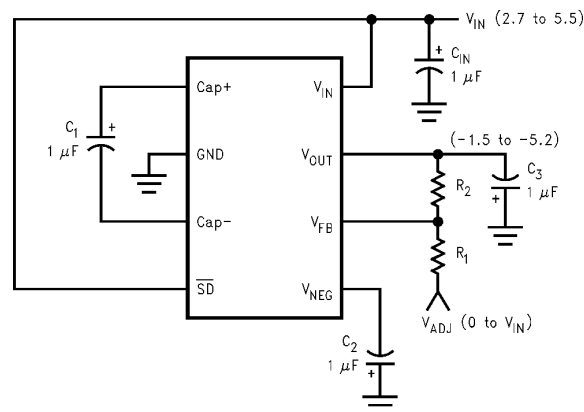 V_IN (2.7 to 5.5)
C_IN
+
1 µF
Cap+
V_IN
C_1
+
1 µF
GND
V_OUT
(-1.5 to -5.2)
R_2
C_3
1 µF
+
Cap-
V_FB
R_1
SD
V_NEG
V_ADJ (0 to V_IN)
C_2
1 µF
+